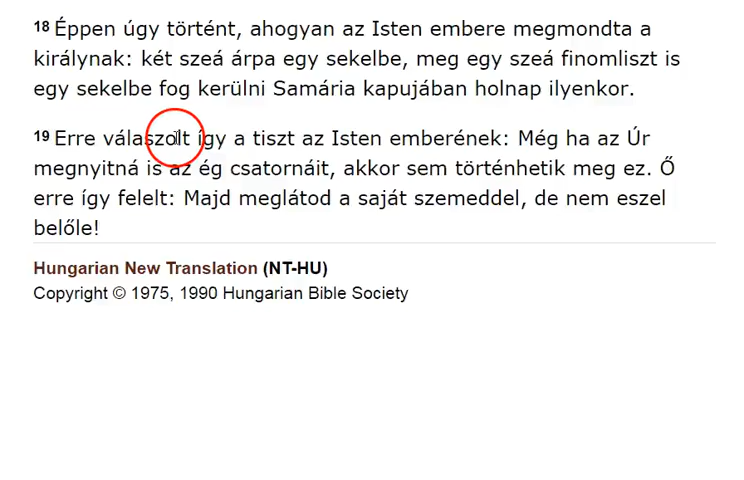 18 Éppen úgy történt, ahogyan az Isten embere megmondta a
királynak: két szeá árpa egy sekelbe, meg egy szeá finomliszt is
egy sekelbe fog kerülni Samária kapujában holnap ilyenkor.
19 Erre válaszolt így a tiszt az Isten emberének: Még ha az Úr
megnyitná is az ég csatornáit, akkor sem történhetik meg ez. Ő
erre így felelt: Majd meglátod a saját szemeddel, de nem eszel
belőle!
Hungarian New Translation (NT-HU)
Copyright © 1975, 1990 Hungarian Bible Society